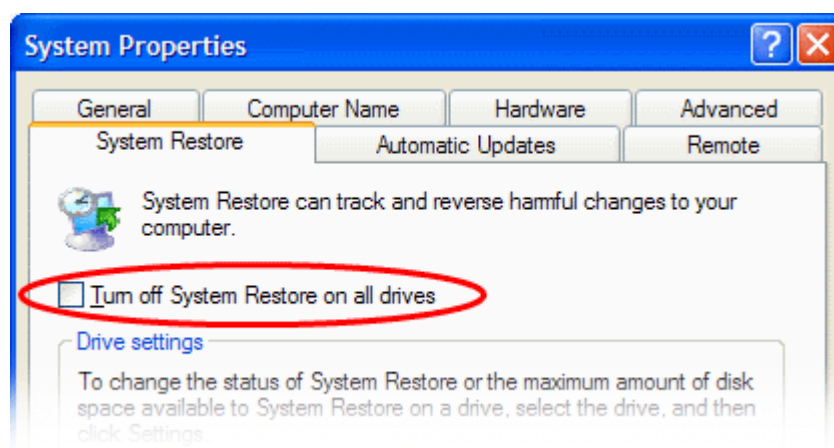 System Properties
General
Computer Name
Hardware
Advanced
System Restore
Automatic Updates
Remote
System Restore can track and reverse harmful changes to your
computer.
Turn off System Restore on all drives
Drive settings
To change the status of System Restore or the maximum amount of disk
space available to System Restore on a drive, select the drive, and then
click Settings.